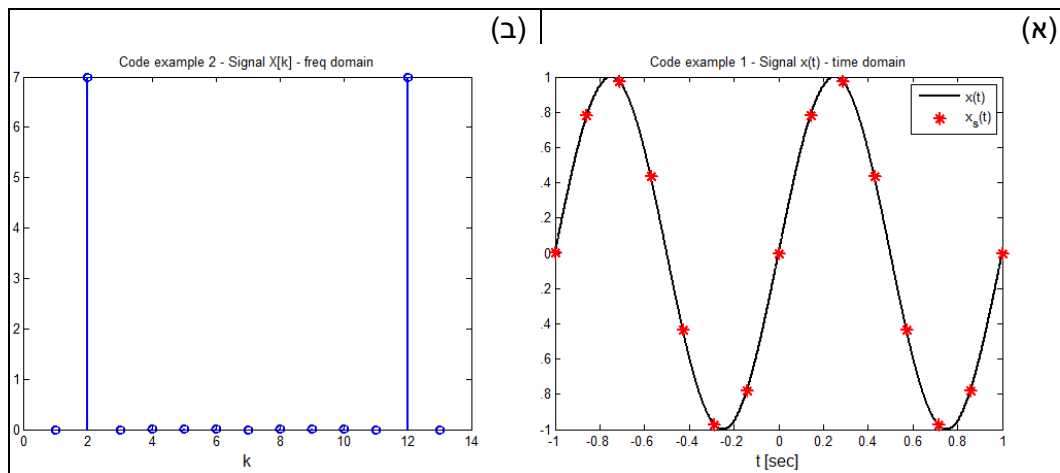 (א)
Code example 1 - Signal x(t) - time domain
x(t)
x_s(t)
.1
.8
.6
.4
.2
0
.2
.4
.6
.8
-1
-1 -0.8 -0.6 -0.4 -0.2 0 0.2 0.4 0.6 0.8 1
t [sec]
(ב)
Code example 2 - Signal X[k] - freq domain
7
6
5
4
3
2
1
0
0 2 4 6 8 10 12 14
k